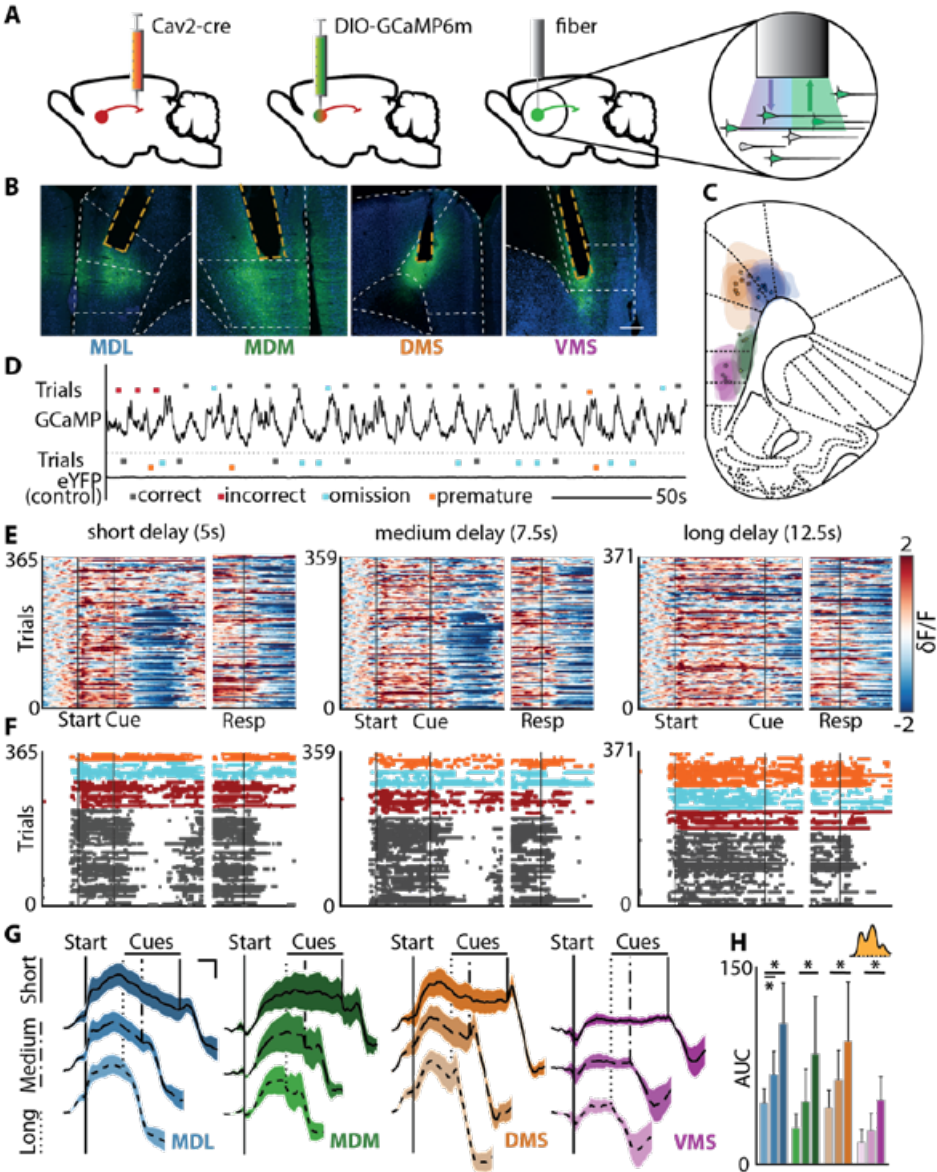 A
Cav2-cre
DIO-GCaMP6m
fiber
B
C
MDL
MDM
DMS
VMS
D
Trials
GCaMP
Trials
eYFP
(control)
correct
incorrect
omission
premature
50s
E
short delay (5s)
medium delay (7.5s)
long delay (12.5s)
365
359
371
2
Trials
δF/F
0
0
0
-2
Start Cue
Resp
Start
Cue
Resp
Start
Cue
Resp
F
365
359
371
Trials
0
0
0
G
Start
Cues
Start
Cues
Start
Cues
Start
Cues
Short
Medium
Long
MDL
MDM
DMS
VMS
H
150
*
*
*
*
*
AUC
0